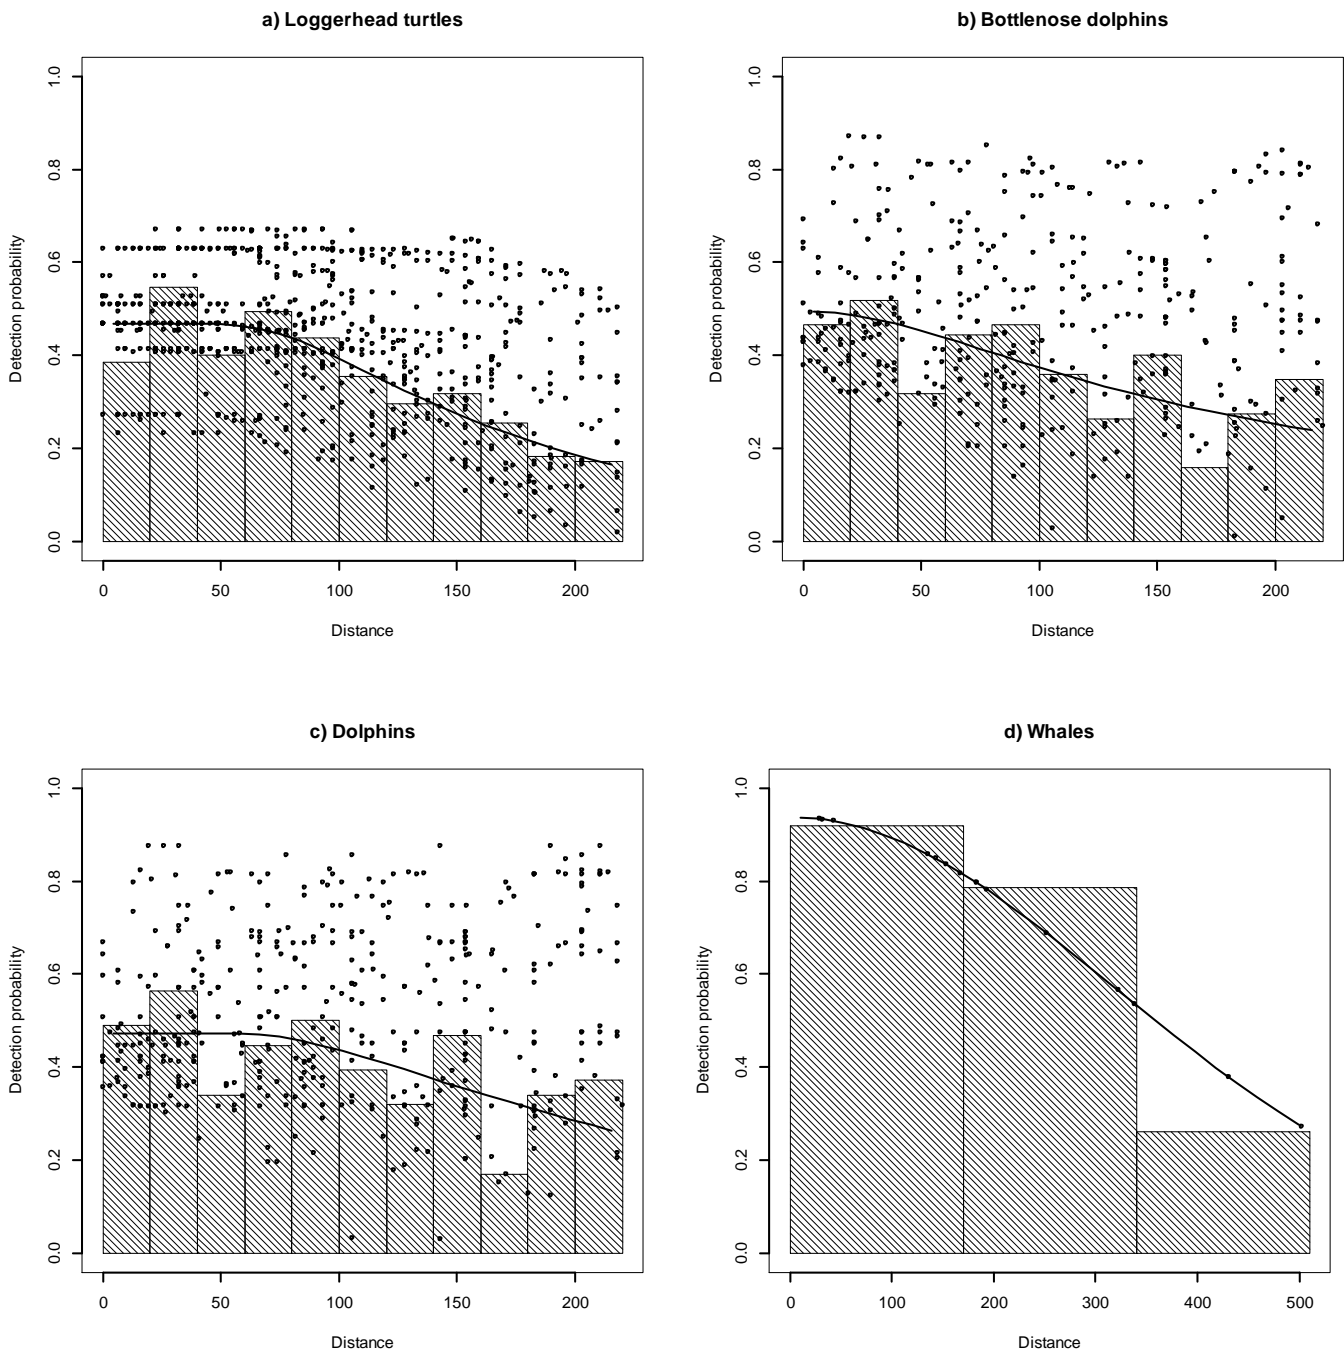 a) Loggerhead turtles
1.0
0.8
0.6
0.4
0.2
0.0
Detection probability
0 50 100 150 200
Distance
b) Bottlenose dolphins
1.0
0.8
0.6
0.4
0.2
0.0
Detection probability
0 50 100 150 200
Distance
c) Dolphins
1.0
0.8
0.6
0.4
0.2
0.0
Detection probability
0 50 100 150 200
Distance
d) Whales
1.0
0.8
0.6
0.4
0.2
0.0
Detection probability
0 200 300 400 500
Distance